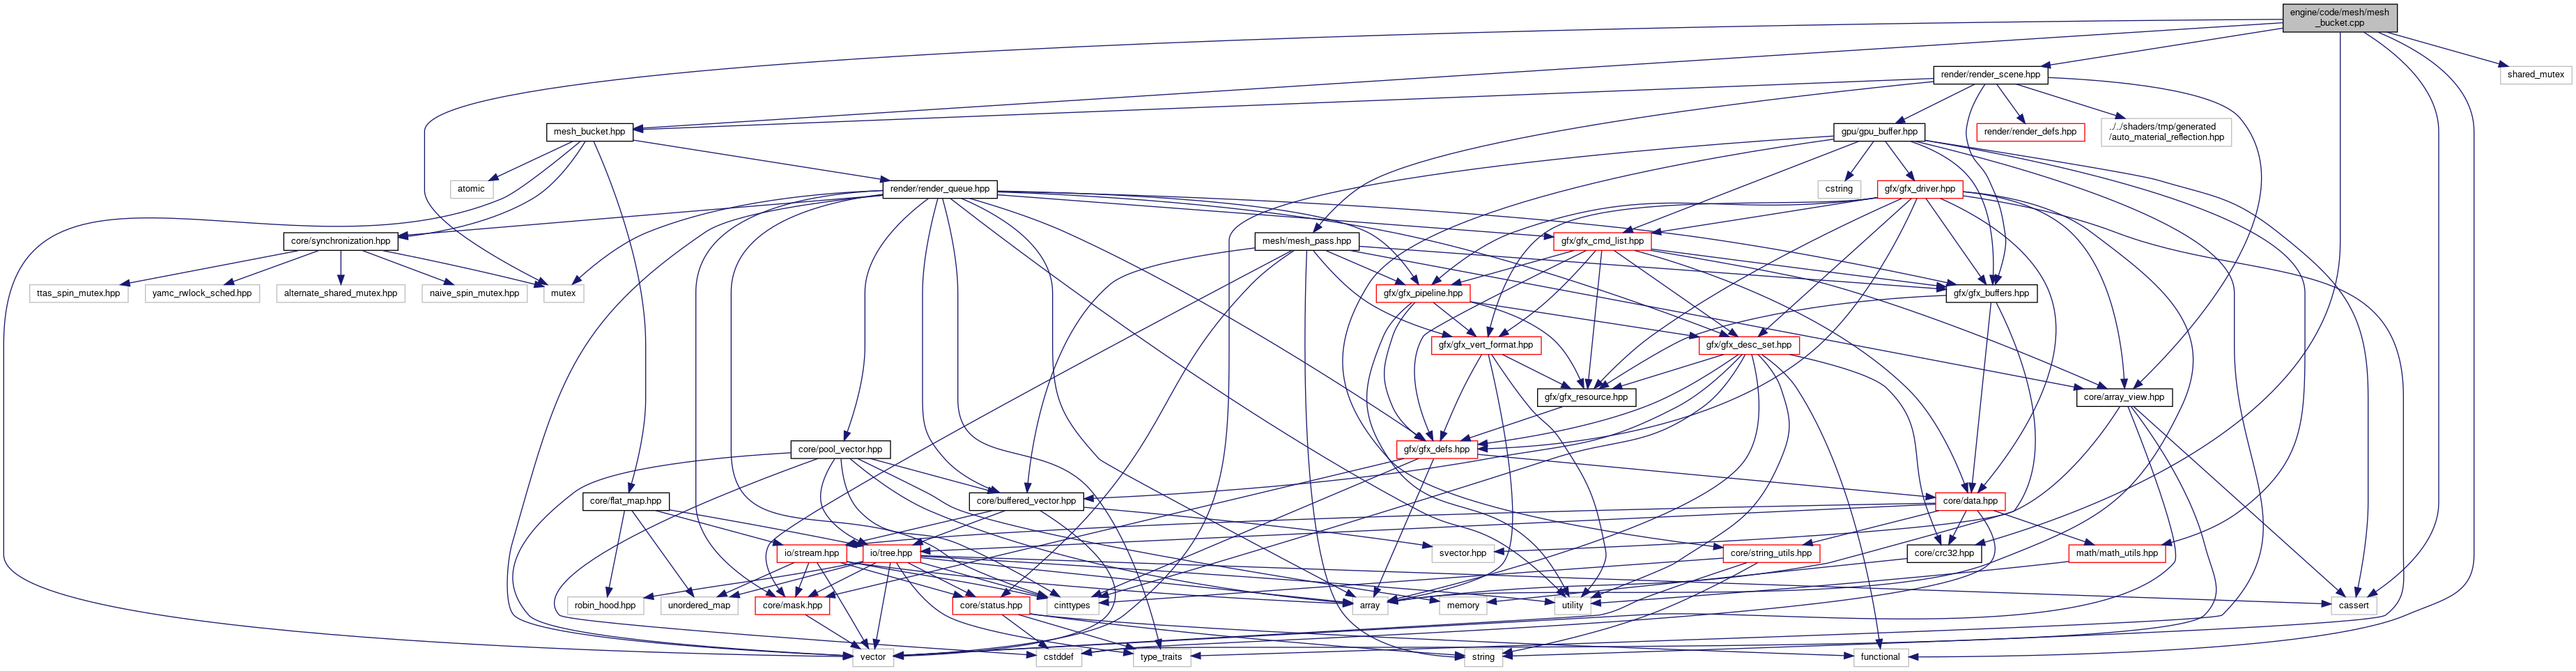 engine/code/mesh/mesh
_bucket.cpp
shared_mutex
render/render_scene.hpp
mesh_bucket.hpp
gpu/gpu_buffer.hpp
render/render_defs.hpp
../../shaders/tmp/generated
/auto_material_reflection.hpp
atomic
render/render_queue.hpp
cstring
gfx/gfx_driver.hpp
core/synchronization.hpp
mesh/mesh_pass.hpp
gfx/gfx_cmd_list.hpp
ttas_spin_mutex.hpp
yamc_rwlock_sched.hpp
alternate_shared_mutex.hpp
naive_spin_mutex.hpp
mutex
gfx/gfx_pipeline.hpp
gfx/gfx_buffers.hpp
gfx/gfx_vert_format.hpp
gfx/gfx_desc_set.hpp
gfx/gfx_resource.hpp
core/array_view.hpp
core/pool_vector.hpp
gfx/gfx_defs.hpp
core/flat_map.hpp
core/buffered_vector.hpp
core/data.hpp
io/stream.hpp
io/tree.hpp
svector.hpp
core/string_utils.hpp
core/crc32.hpp
math/math_utils.hpp
robin_hood.hpp
unordered_map
core/mask.hpp
core/status.hpp
cinttypes
array
memory
utility
cassert
vector
cstddef
type_traits
string
functional